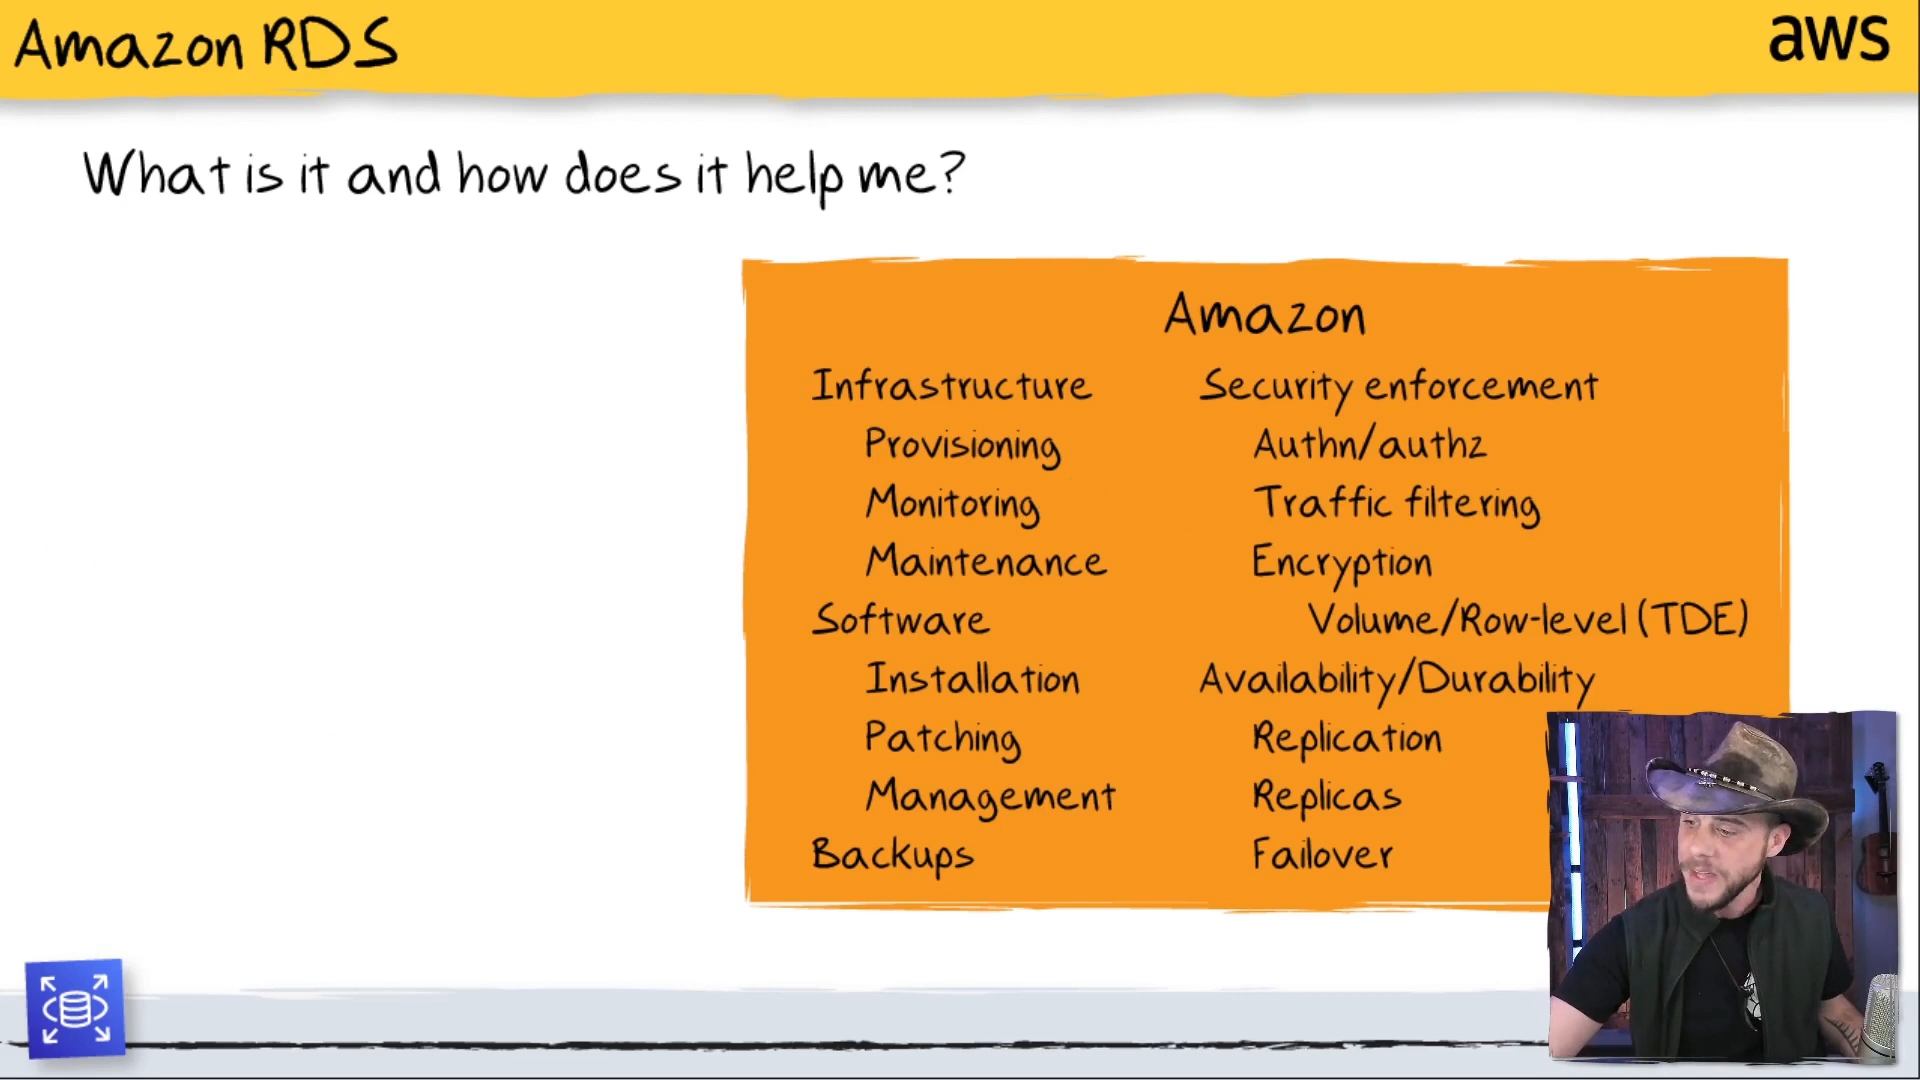 Amazon RDS
aws
What is it and how does it help me?
Amazon
Infrastructure
Provisioning
Monitoring
Maintenance
Software
Installation
Patching
Management
Backups
Security enforcement
Authn/authz
Traffic filtering
Encryption
Volume/Row-level (TDE)
Availability/Durability
Replication
Replicas
Failover